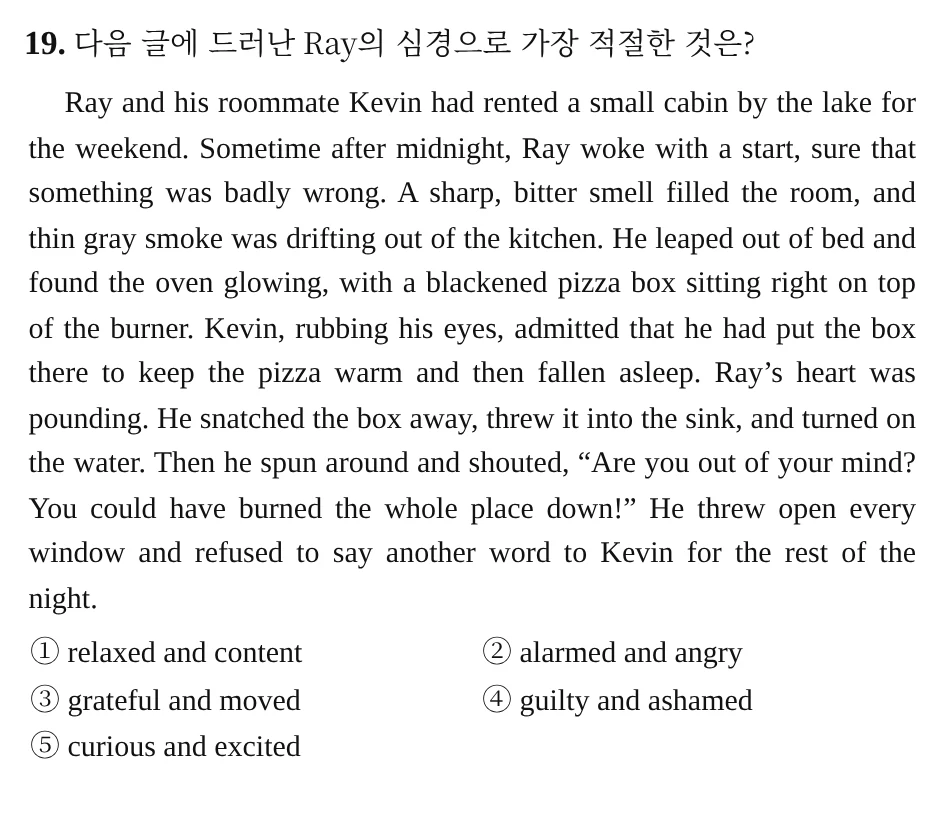 19. 다음 글에 드러난 Ray의 심경으로 가장 적절한 것은?
Ray and his roommate Kevin had rented a small cabin by the lake for
the weekend. Sometime after midnight, Ray woke with a start, sure that
something was badly wrong. A sharp, bitter smell filled the room, and
thin gray smoke was drifting out of the kitchen. He leaped out of bed and
found the oven glowing, with a blackened pizza box sitting right on top
of the burner. Kevin, rubbing his eyes, admitted that he had put the box
there to keep the pizza warm and then fallen asleep. Ray’s heart was
pounding. He snatched the box away, threw it into the sink, and turned on
the water. Then he spun around and shouted, “Are you out of your mind?
You could have burned the whole place down!” He threw open every
window and refused to say another word to Kevin for the rest of the
night.
① relaxed and content ② alarmed and angry
③ grateful and moved ④ guilty and ashamed
⑤ curious and excited